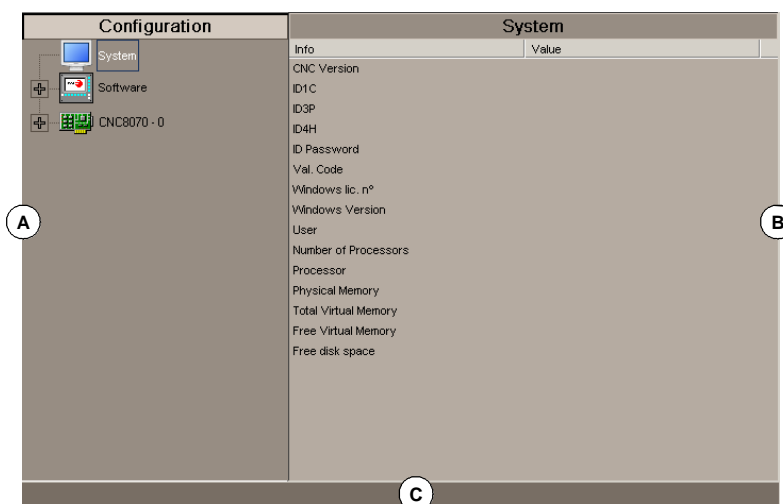 Configuration
System
System
Software
CNC8070 - 0
Info Value
CNC Version
ID1C
ID3P
ID4H
ID Password
Val. Code
Windows lic. nº
Windows Version
User
Number of Processors
Processor
Physical Memory
Total Virtual Memory
Free Virtual Memory
Free disk space
A
B
C